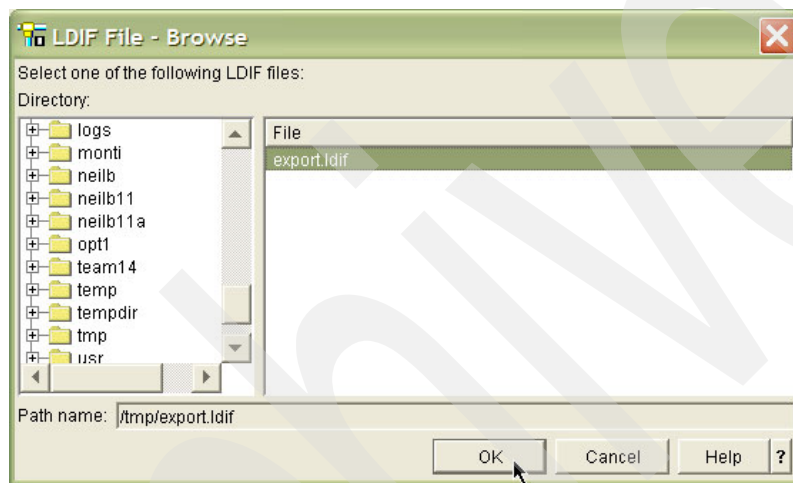 LDIF File - Browse
Select one of the following LDIF files:
Directory:
logs
monti
neilb
neilb11
neilb11a
opt1
team14
temp
tempdir
tmp
usr
File
export.ldif
Path name: /tmp/export.ldif
OK Cancel Help ?